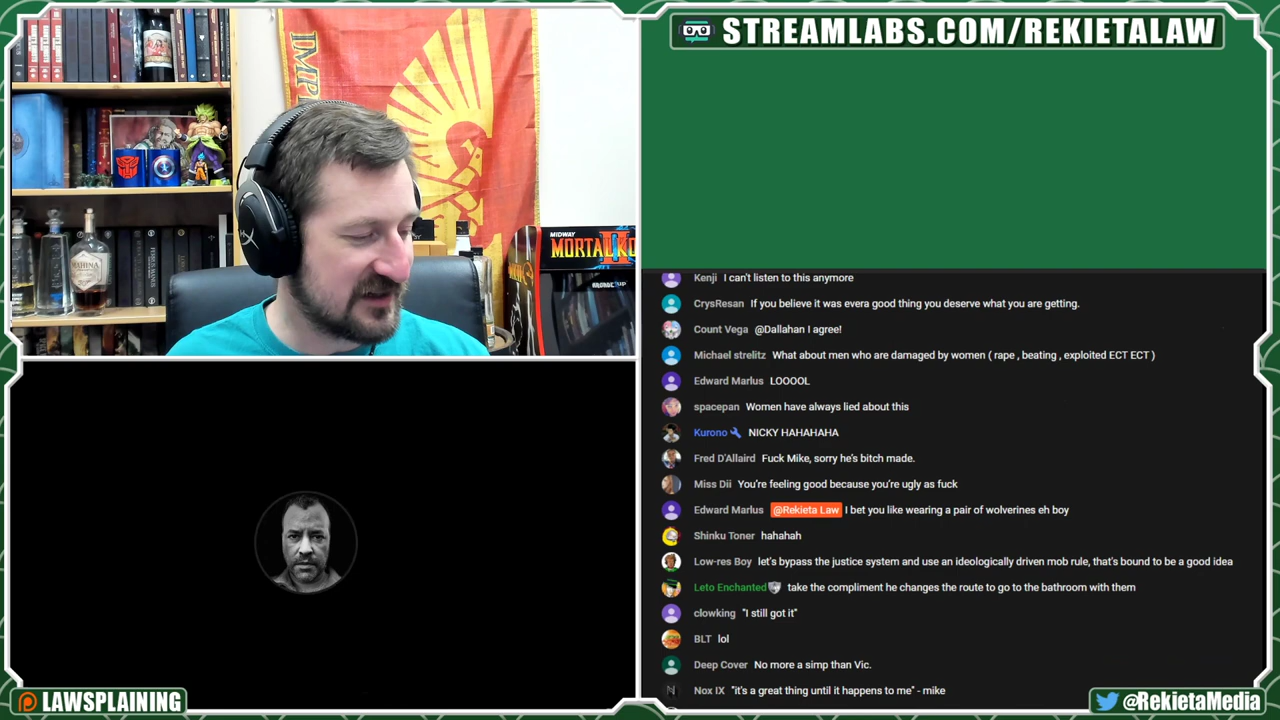 STREAMLABS.COM/REKIETALAW
MIDWAY
MORTAL KO
II
Kenji I can't listen to this anymore
CrysResan If you believe it was evera good thing you deserve what you are getting.
Count Vega @Dallahan I agree!
Michael strelitz What about men who are damaged by women ( rape , beating , exploited ECT ECT )
Edward Marlus LOOOOL
spacepan Women have always lied about this
Kurono NICKY HAHAHAHA
Fred D'Allaird Fuck Mike, sorry he's bitch made.
Miss Dii You're feeling good because you're ugly as fuck
Edward Marlus @Rekieta Law I bet you like wearing a pair of wolverines eh boy
Shinku Toner hahahah
Low-res Boy let's bypass the justice system and use an ideologically driven mob rule, that's bound to be a good idea
Leto Enchanted take the compliment he changes the route to go to the bathroom with them
clowking "I still got it"
BLT lol
Deep Cover No more a simp than Vic.
Nox IX "it's a great thing until it happens to me" - mike
LAWSPLAINING
@RekietaMedia